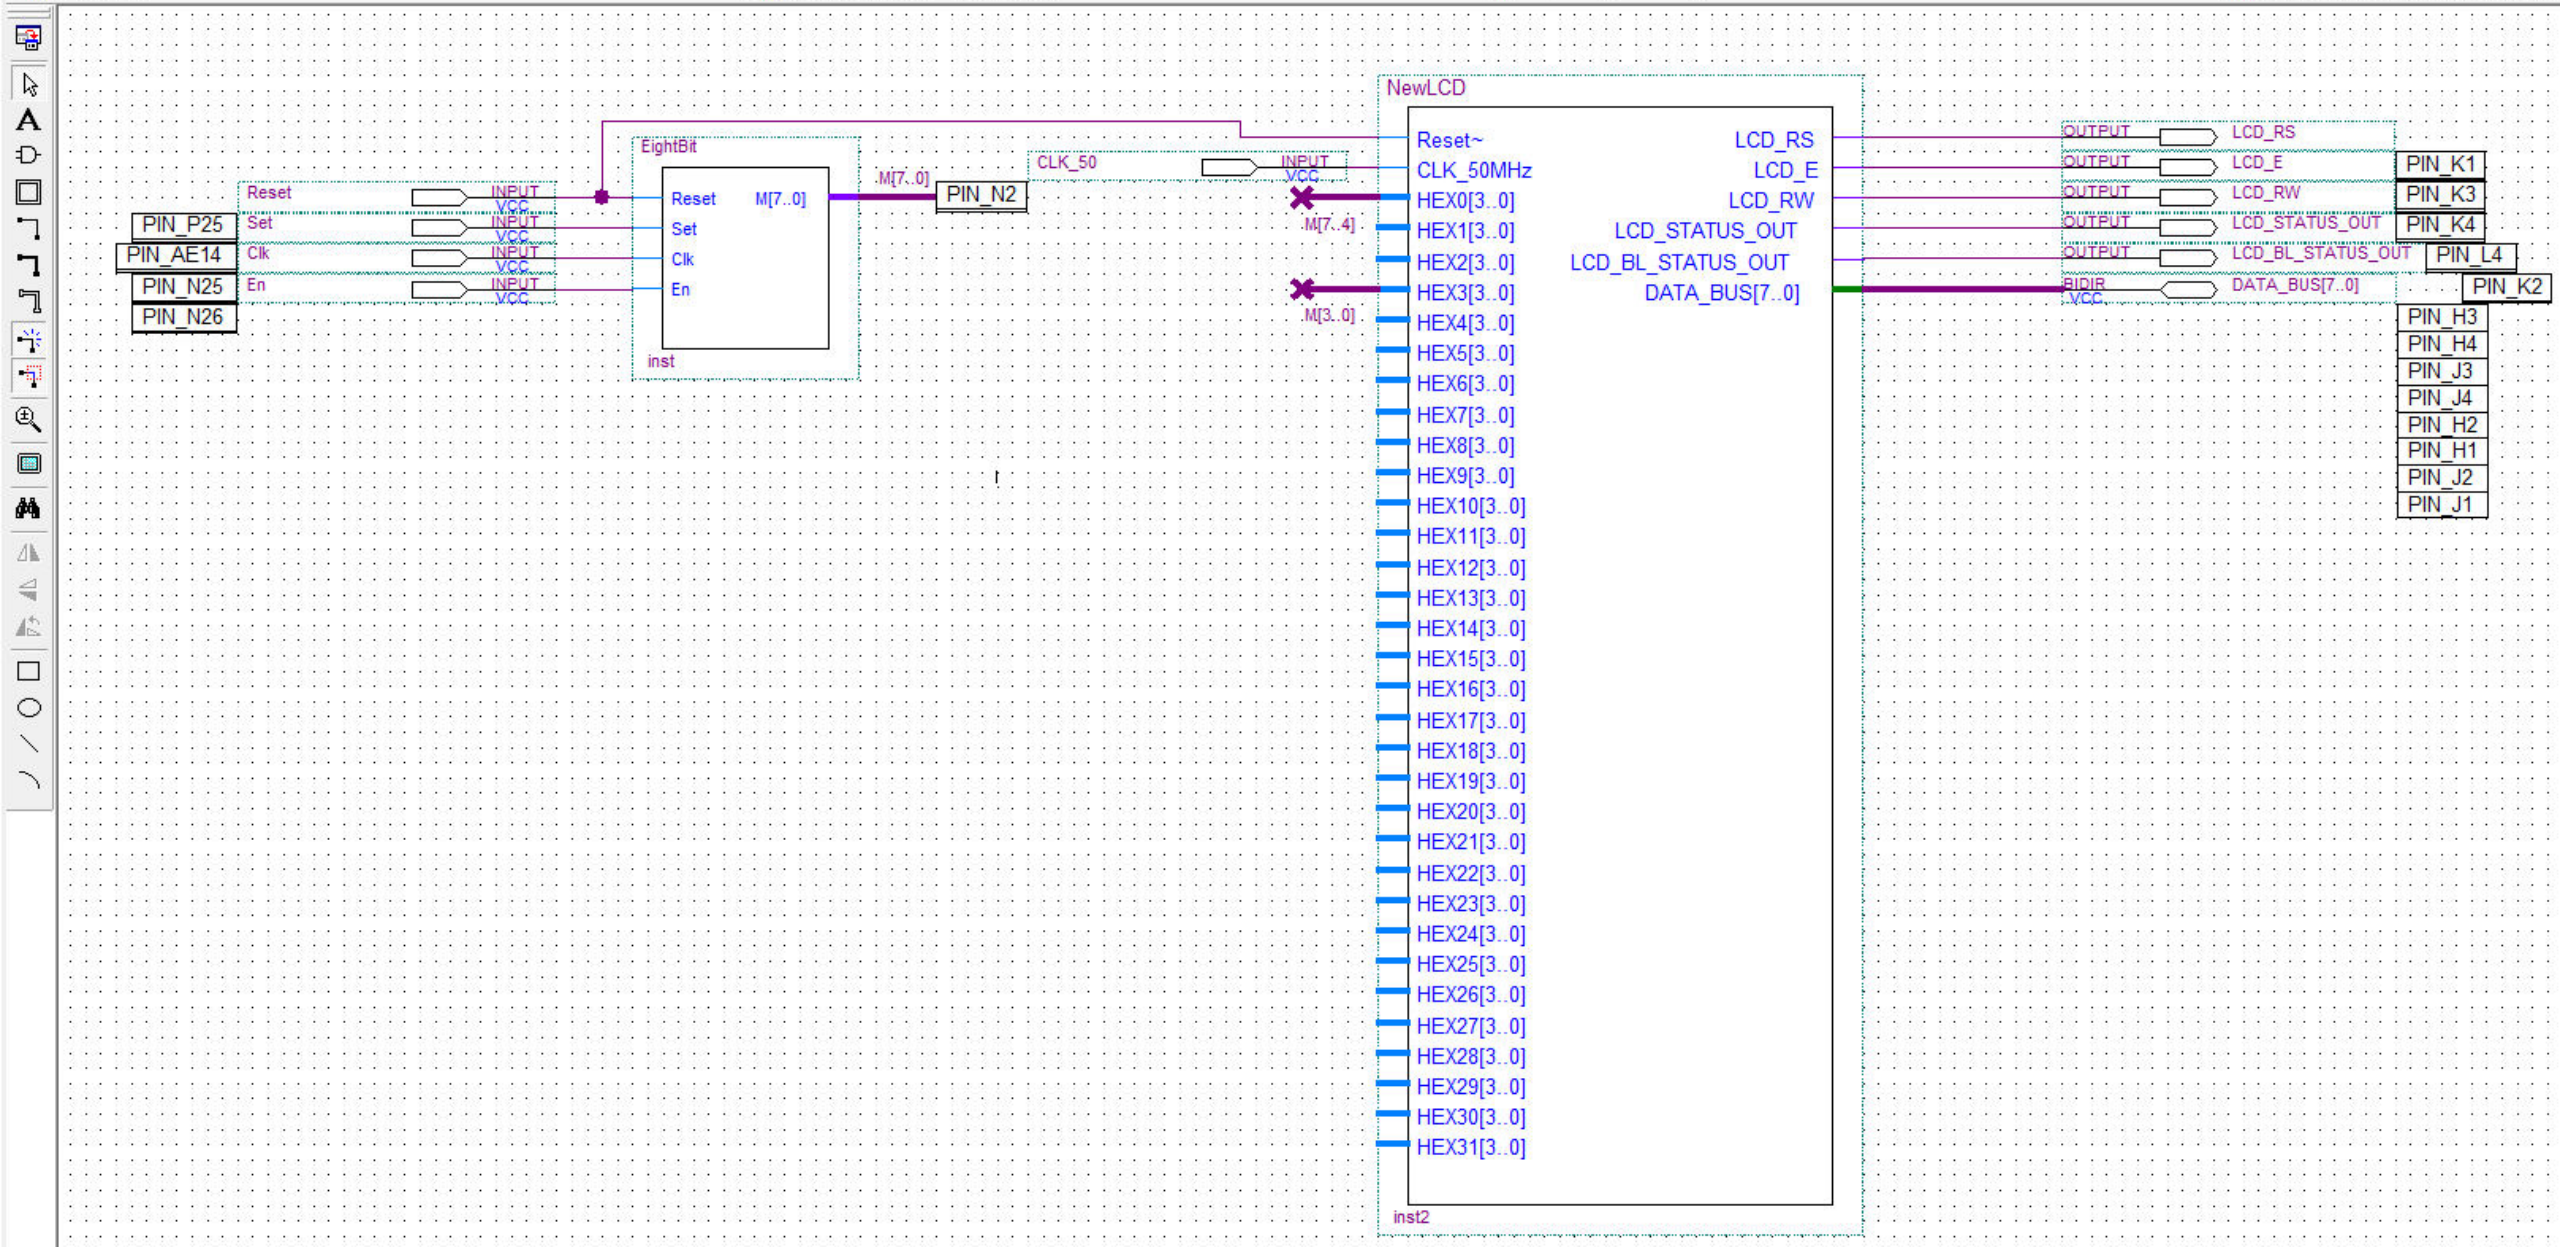 NewLCD
Reset~
CLK_50MHz
HEX0[3..0]
HEX1[3..0]
HEX2[3..0]
HEX3[3..0]
HEX4[3..0]
HEX5[3..0]
HEX6[3..0]
HEX7[3..0]
HEX8[3..0]
HEX9[3..0]
HEX10[3..0]
HEX11[3..0]
HEX12[3..0]
HEX13[3..0]
HEX14[3..0]
HEX15[3..0]
HEX16[3..0]
HEX17[3..0]
HEX18[3..0]
HEX19[3..0]
HEX20[3..0]
HEX21[3..0]
HEX22[3..0]
HEX23[3..0]
HEX24[3..0]
HEX25[3..0]
HEX26[3..0]
HEX27[3..0]
HEX28[3..0]
HEX29[3..0]
HEX30[3..0]
HEX31[3..0]
LCD_RS
LCD_E
LCD_RW
LCD_STATUS_OUT
LCD_BL_STATUS_OUT
DATA_BUS[7..0]
inst2
EightBit
Reset
Set
Clk
En
M[7..0]
inst
Reset INPUT
VCC
Set INPUT
VCC
Clk INPUT
VCC
En INPUT
VCC
PIN_P25
PIN_AE14
PIN_N25
PIN_N26
M[7..0]
PIN_N2
CLK_50 INPUT
VCC
M[7..4]
M[3..0]
OUTPUT LCD_RS
OUTPUT LCD_E
OUTPUT LCD_RW
OUTPUT LCD_STATUS_OUT
OUTPUT LCD_BL_STATUS_OUT
BIDIR DATA_BUS[7..0]
VCC
PIN_K1
PIN_K3
PIN_K4
PIN_L4
PIN_K2
PIN_H3
PIN_H4
PIN_J3
PIN_J4
PIN_H2
PIN_H1
PIN_J2
PIN_J1
A